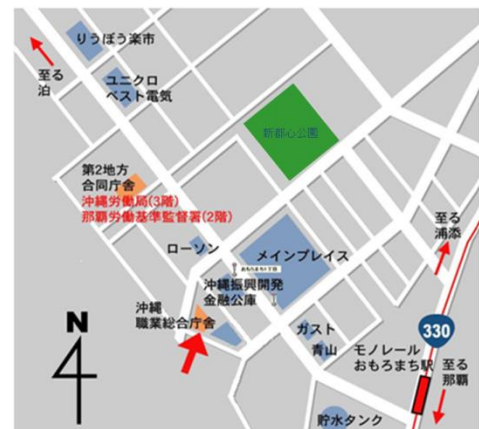 りうぼう楽市
至る
泊
ユニクロ
ベスト電気
新都心公園
第2地方
合同庁舎
沖縄労働局(3階)
那覇労働基準監督署(2階)
至る
浦添
ローソン
メインプレイス
おもろまち1丁目
沖縄振興開発
金融公庫
沖縄
職業総合庁舎
N
ガスト
青山
330
モノレール
おもろまち駅
至る
那覇
貯水タンク